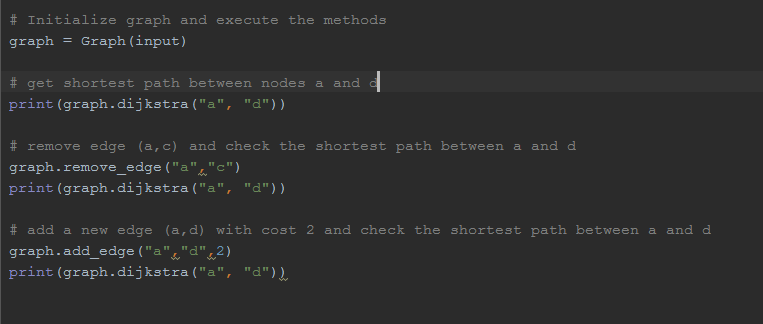 # Initialize graph and execute the methods
graph = Graph(input)
# get shortest path between nodes a and d
print(graph.dijkstra("a", "d"))
# remove edge (a,c) and check the shortest path between a and d
graph.remove_edge("a","c")
print(graph.dijkstra("a", "d"))
# add a new edge (a,d) with cost 2 and check the shortest path between a and d
graph.add_edge("a","d",2)
print(graph.dijkstra("a", "d"))